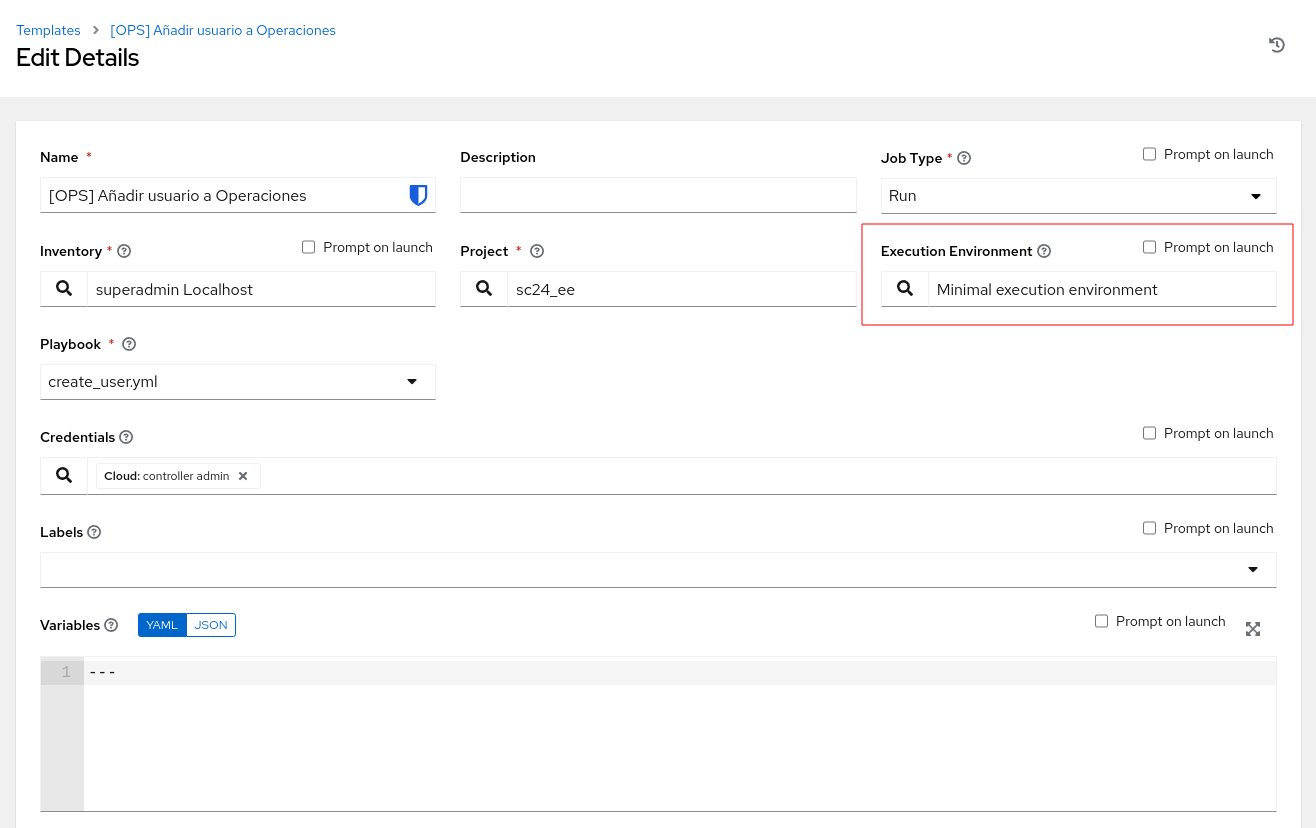 Templates > [OPS] Añadir usuario a Operaciones
Edit Details
Name *
[OPS] Añadir usuario a Operaciones
Description
Job Type *
Prompt on launch
Run
Inventory *
Prompt on launch
superadmin Localhost
Project *
sc24_ee
Execution Environment
Prompt on launch
Minimal execution environment
Playbook *
create_user.yml
Credentials
Prompt on launch
Cloud: controller admin
Labels
Prompt on launch
Variables
YAML JSON
Prompt on launch
1 ---